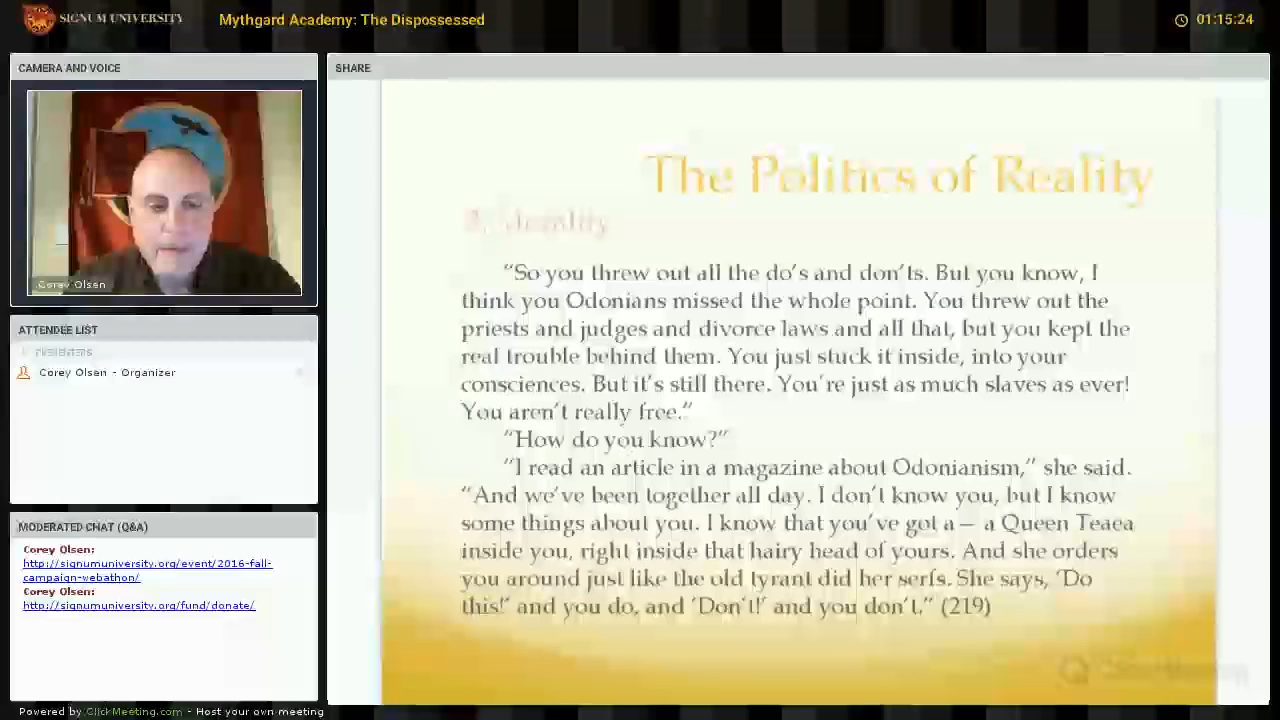 SIGNUM UNIVERSITY
Mythgard Academy: The Dispossessed
01:15:24
CAMERA AND VOICE
Corey Olsen
ATTENDEE LIST
PRESENTERS
Corey Olsen - Organizer
MODERATED CHAT (Q&A)
Corey Olsen:
http://signumuniversity.org/event/2016-fall-
campaign-webathon/
Corey Olsen:
http://signumuniversity.org/fund/donate/
Powered by ClickMeeting.com - Host your own meeting
SHARE
The Politics of Reality
“So you threw out all the do’s and don’ts. But you know, I
think you Odonians missed the whole point. You threw out the
priests and judges and divorce laws and all that, but you kept the
real trouble behind them. You just stuck it inside, into your
consciences. But it’s still there. You’re just as much slaves as ever!
You aren’t really free.”
“How do you know?”
“I read an article in a magazine about Odonianism,” she said.
“And we’ve been together all day. I don’t know you, but I know
some things about you. I know that you’ve got a — a Queen Teaea
inside you, right inside that hairy head of yours. And she orders
you around just like the old tyrant did her serfs. She says, ‘Do
this!’ and you do, and ‘Don’t!’ and you don’t.” (219)